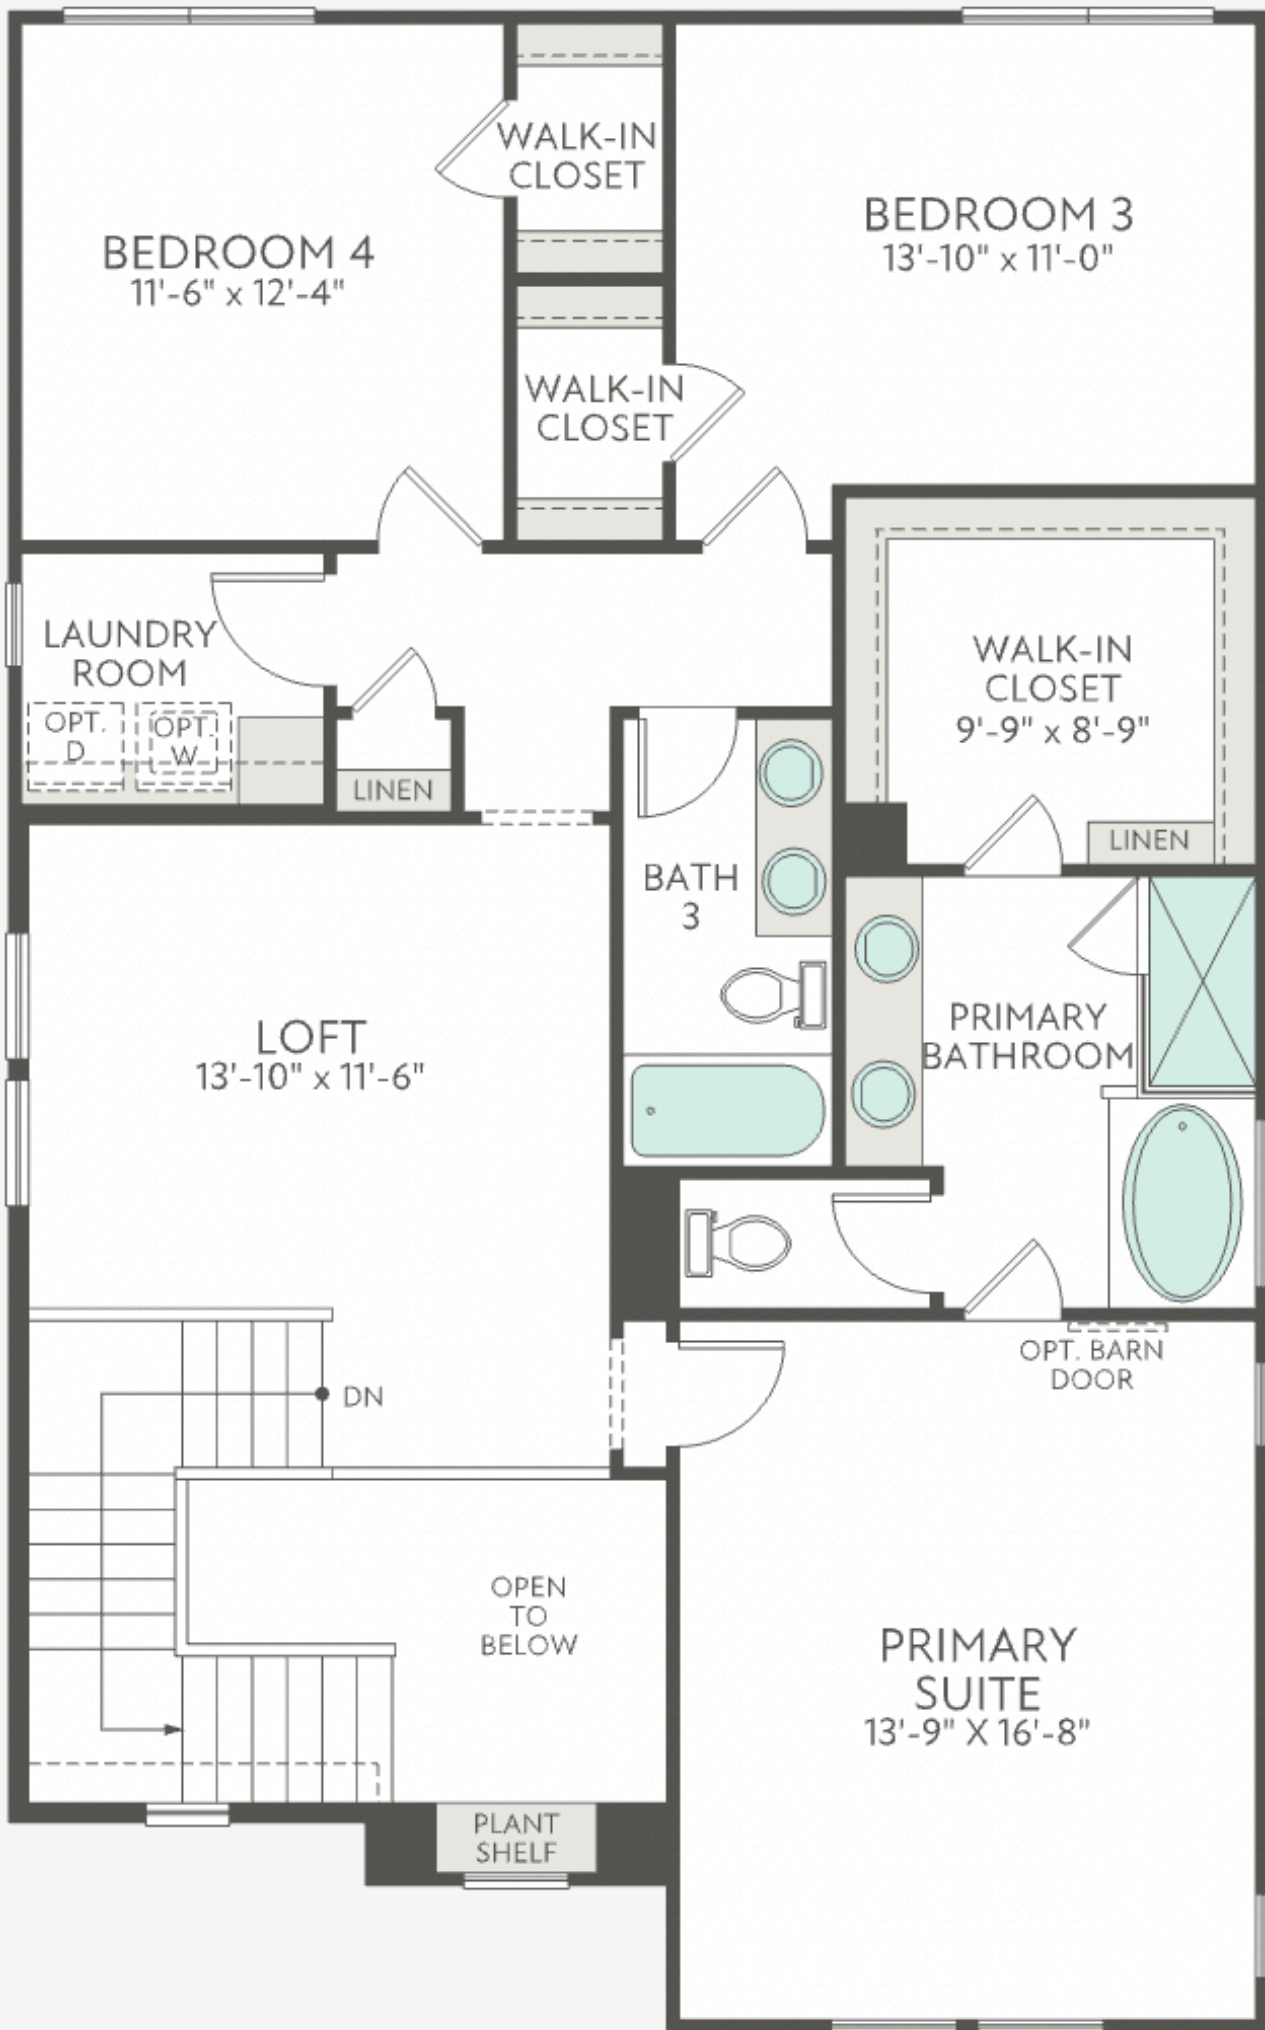 WALK-IN
CLOSET
BEDROOM 3
13'-10" x 11'-0"
BEDROOM 4
11'-6" x 12'-4"
WALK-IN
CLOSET
LAUNDRY
ROOM
OPT.
D
OPT.
W
LINEN
WALK-IN
CLOSET
9'-9" x 8'-9"
LINEN
BATH
3
LOFT
13'-10" x 11'-6"
PRIMARY
BATHROOM
OPT. BARN
DOOR
DN
OPEN
TO
BELOW
PRIMARY
SUITE
13'-9" X 16'-8"
PLANT
SHELF